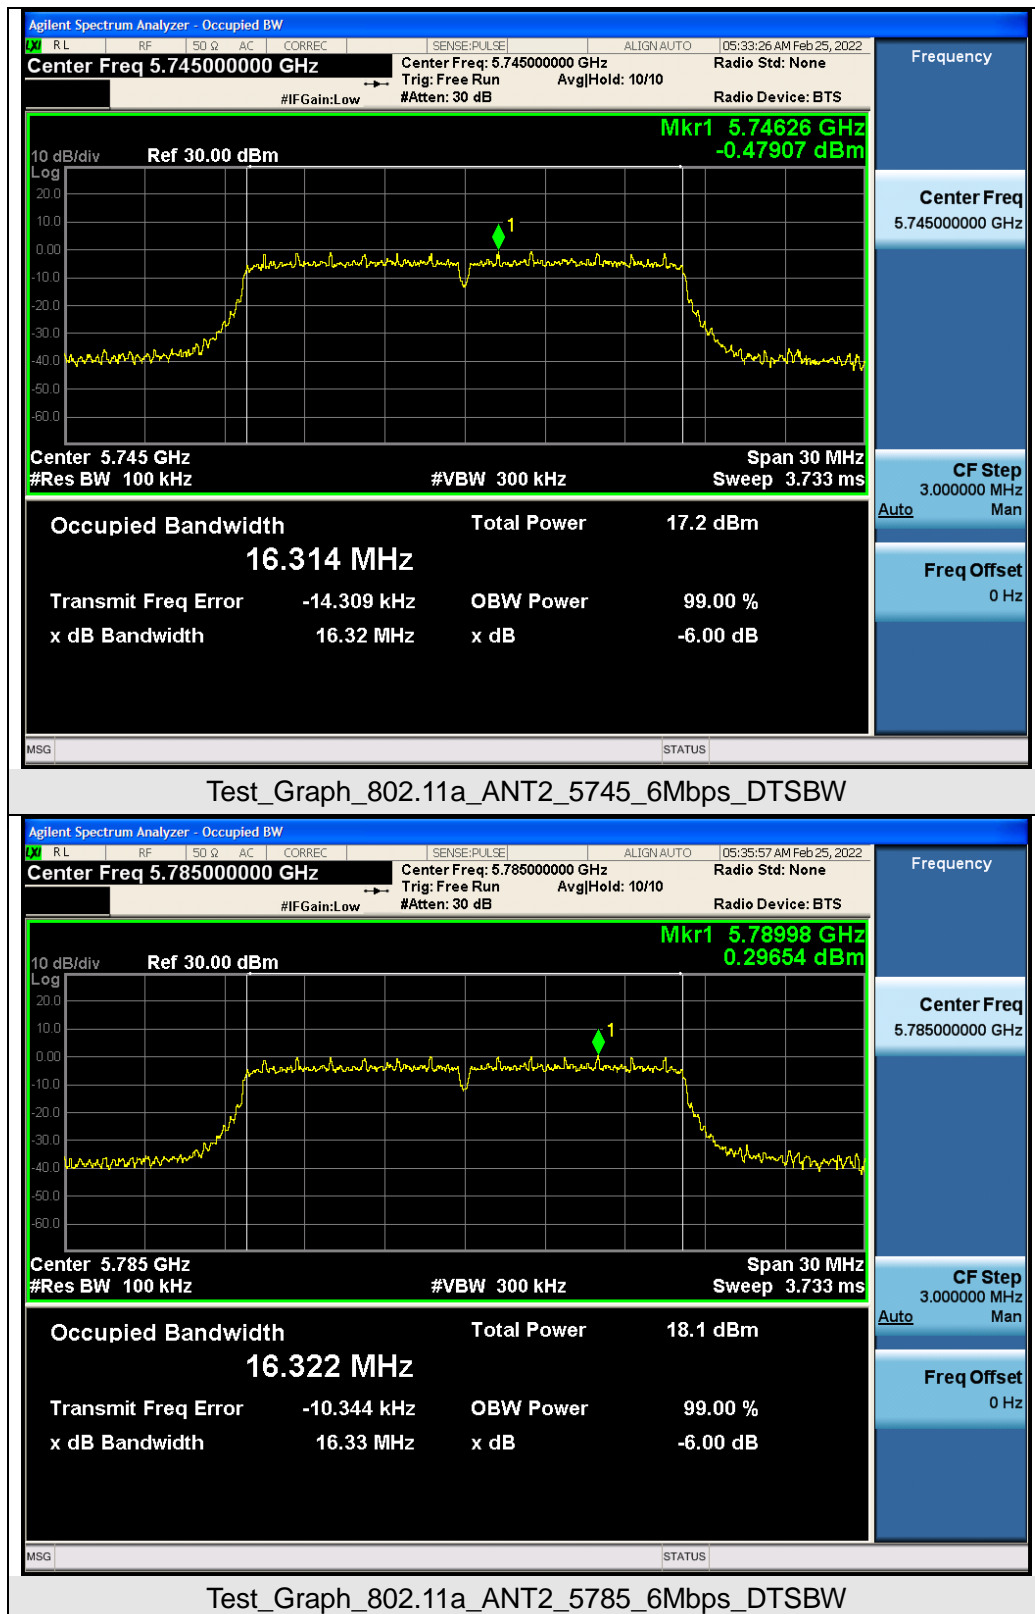 Agilent Spectrum Analyzer - Occupied BW
LXI RL RF 50 Ω AC CORREC SENSE:PULSE ALIGN AUTO 05:33:26 AM Feb 25, 2022
Center Freq 5.745000000 GHz
Center Freq: 5.745000000 GHz
Radio Std: None
Trig: Free Run Avg|Hold: 10/10
#IFGain:Low #Atten: 30 dB Radio Device: BTS
Frequency
Mkr1 5.74626 GHz
-0.47907 dBm
10 dB/div Ref 30.00 dBm
Log
20.0
10.0
0.00
-10.0
-20.0
-30.0
-40.0
-50.0
-60.0
1
Center Freq
5.745000000 GHz
Center 5.745 GHz Span 30 MHz
#Res BW 100 kHz #VBW 300 kHz Sweep 3.733 ms
CF Step
3.000000 MHz
Auto Man
Occupied Bandwidth Total Power 17.2 dBm
16.314 MHz
Transmit Freq Error -14.309 kHz OBW Power 99.00 %
x dB Bandwidth 16.32 MHz x dB -6.00 dB
Freq Offset
0 Hz
MSG STATUS
Test_Graph_802.11a_ANT2_5745_6Mbps_DTSBW
Agilent Spectrum Analyzer - Occupied BW
LXI RL RF 50 Ω AC CORREC SENSE:PULSE ALIGN AUTO 05:35:57 AM Feb 25, 2022
Center Freq 5.785000000 GHz
Center Freq: 5.785000000 GHz
Radio Std: None
Trig: Free Run Avg|Hold: 10/10
#IFGain:Low #Atten: 30 dB Radio Device: BTS
Frequency
Mkr1 5.78998 GHz
0.29654 dBm
10 dB/div Ref 30.00 dBm
Log
20.0
10.0
0.00
-10.0
-20.0
-30.0
-40.0
-50.0
-60.0
1
Center Freq
5.785000000 GHz
Center 5.785 GHz Span 30 MHz
#Res BW 100 kHz #VBW 300 kHz Sweep 3.733 ms
CF Step
3.000000 MHz
Auto Man
Occupied Bandwidth Total Power 18.1 dBm
16.322 MHz
Transmit Freq Error -10.344 kHz OBW Power 99.00 %
x dB Bandwidth 16.33 MHz x dB -6.00 dB
Freq Offset
0 Hz
MSG STATUS
Test_Graph_802.11a_ANT2_5785_6Mbps_DTSBW